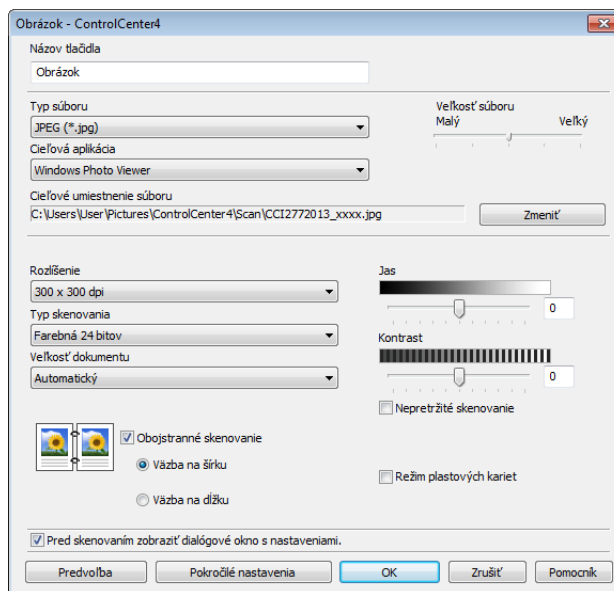 Obrázok - ControlCenter4
Názov tlačidla
Obrázok
Typ súboru
JPEG (*.jpg)
Veľkosť súboru
Malý Veľký
Cieľová aplikácia
Windows Photo Viewer
Cieľové umiestnenie súboru
C:\Users\User\Pictures\ControlCenter4\Scan\CCI2772013_xxxx.jpg
Zmeniť
Rozlíšenie
300 x 300 dpi
Typ skenovania
Farebná 24 bitov
Veľkosť dokumentu
Automatický
Jas
0
Kontrast
0
Nepretržité skenovanie
Obojstranné skenovanie
Väzba na šírku
Väzba na dĺžku
Režim plastových kariet
Pred skenovaním zobraziť dialógové okno s nastaveniami.
Predvoľba Pokročilé nastavenia OK Zrušiť Pomocník